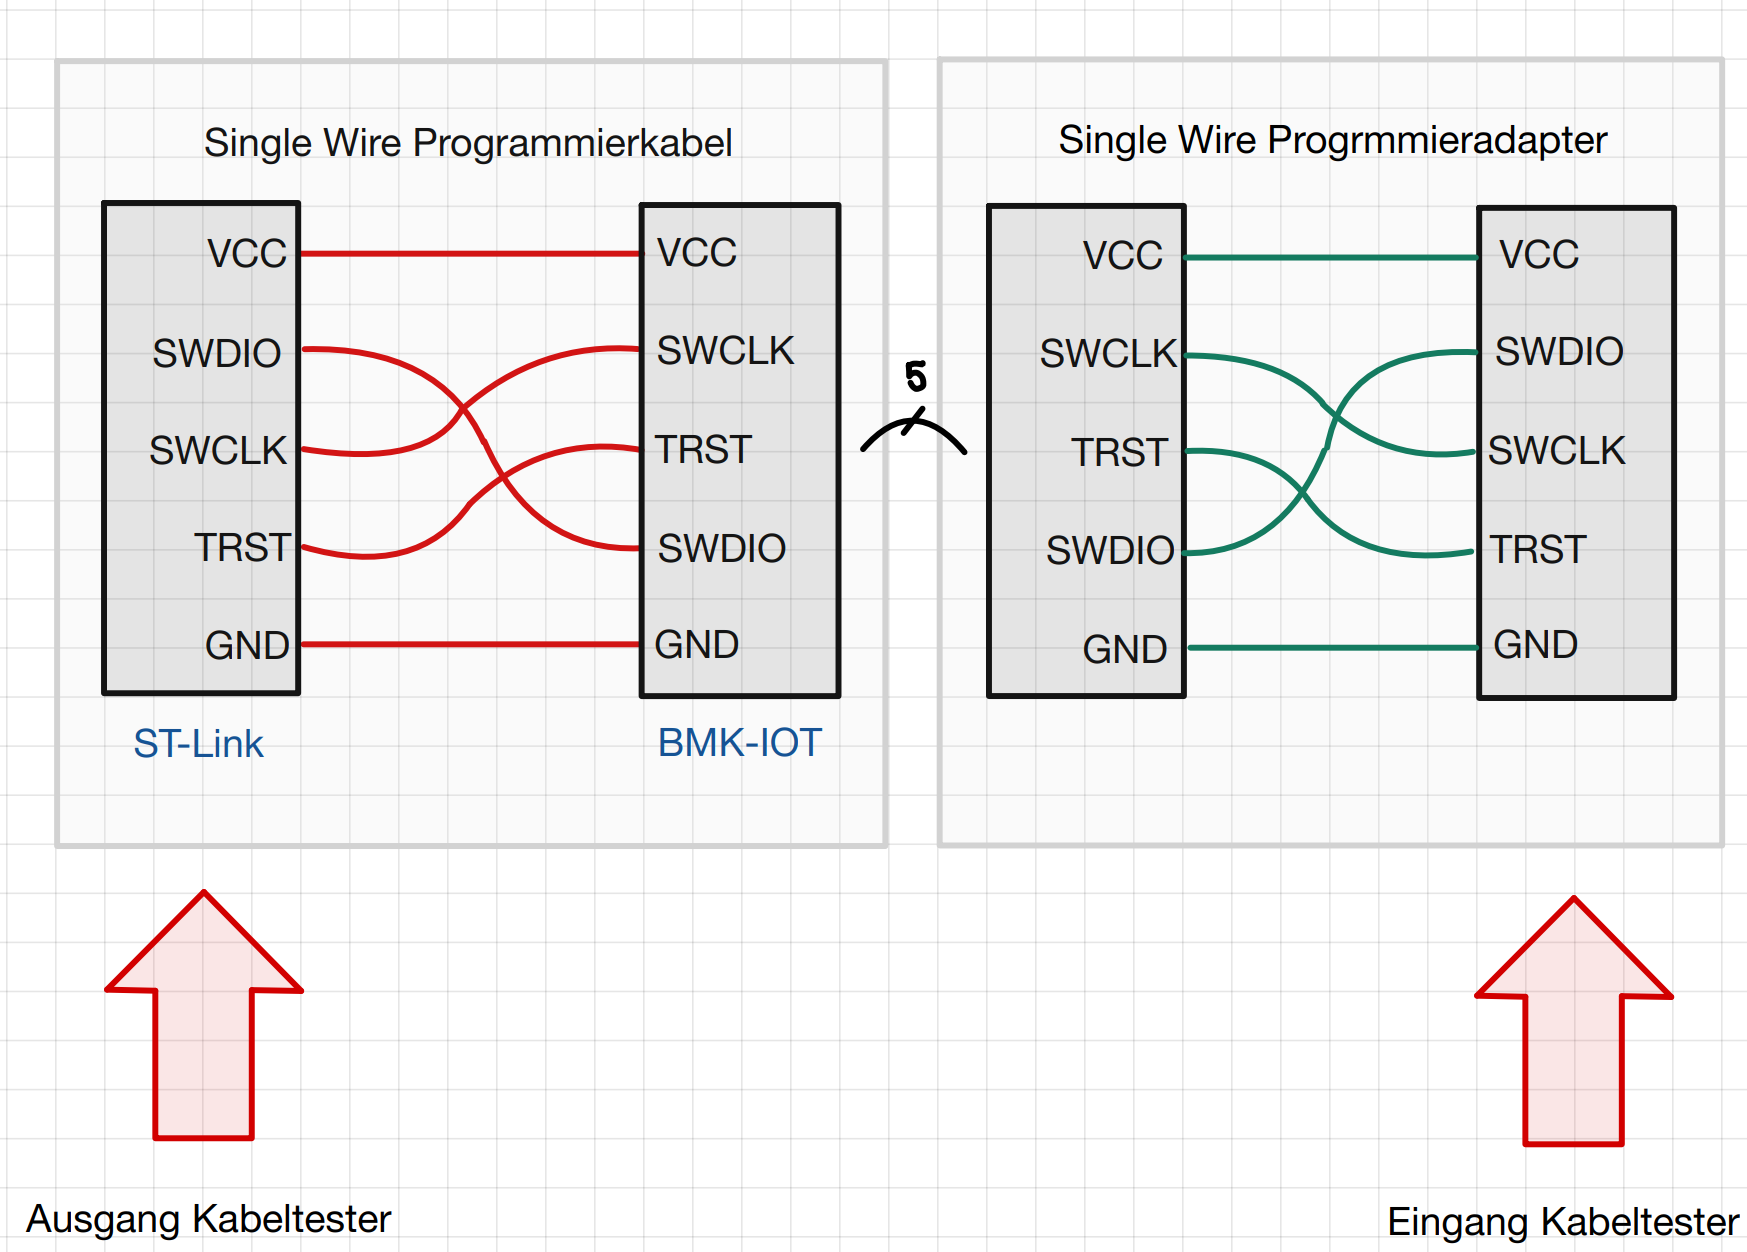 Single Wire Programmierkabel
VCC
SWDIO
SWCLK
TRST
GND
VCC
SWCLK
TRST
SWDIO
GND
ST-Link
BMK-IOT
5
Single Wire Progrmmieradapter
VCC
SWCLK
TRST
SWDIO
GND
VCC
SWDIO
SWCLK
TRST
GND
Ausgang Kabeltester
Eingang Kabeltester